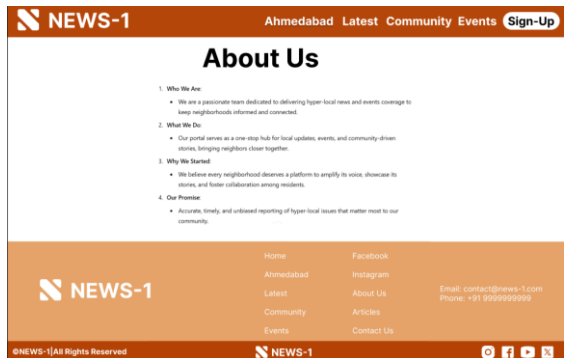 NEWS-1
Ahmedabad Latest Community Events Sign-Up
About Us
1. Who We Are:
• We are a passionate team dedicated to delivering hyper-local news and events coverage to
keep neighborhoods informed and connected.
2. What We Do:
• Our portal serves as a one-stop hub for local updates, events, and community-driven
stories, bringing neighbors closer together.
3. Why We Started:
• We believe every neighborhood deserves a platform to amplify its voice, showcase its
stories, and foster collaboration among residents.
4. Our Promise:
• Accurate, timely, and unbiased reporting of hyper-local issues that matter most to our
community.
NEWS-1
Home
Ahmedabad
Latest
Community
Events
Facebook
Instagram
About Us
Articles
Contact Us
Email: contact@news-1.com
Phone: +91 9999999999
©NEWS-1|All Rights Reserved
NEWS-1